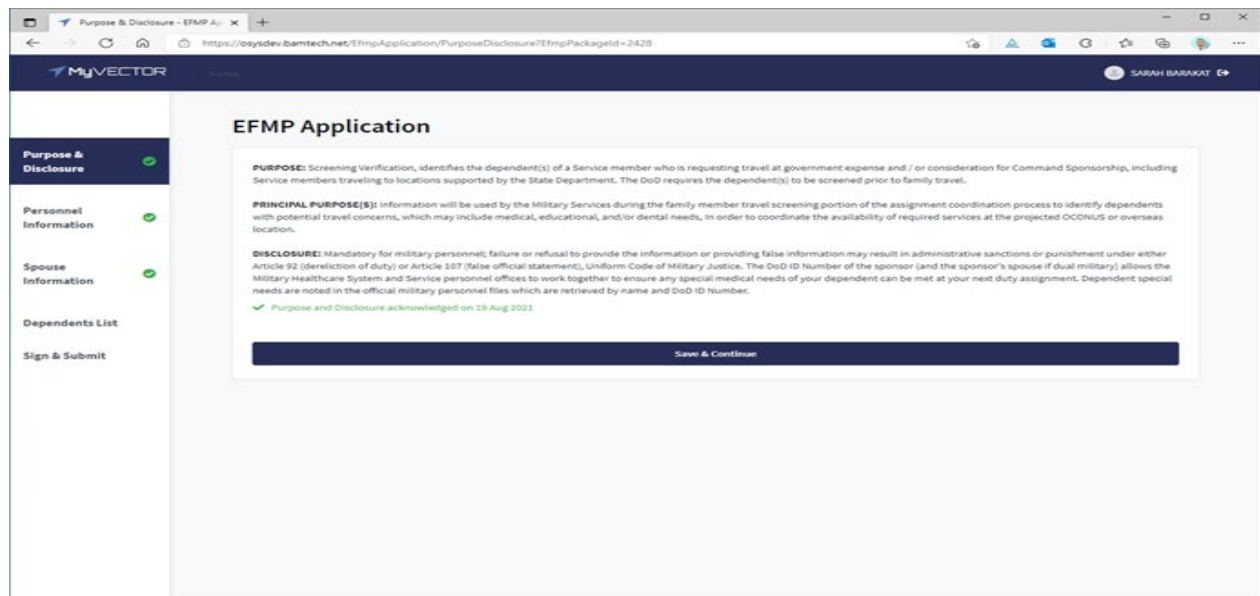 Purpose & Disclosure - EFMP Ap
https://osysdev.bamtech.net/EfmpApplication/PurposeDisclosure?EfmpPackageId=2428
MyVECTOR
Home
SARAH BARAKAT
EFMP Application
Purpose &
Disclosure
Personnel
Information
Spouse
Information
Dependents List
Sign & Submit
PURPOSE: Screening Verification, identifies the dependent(s) of a Service member who is requesting travel at government expense and / or consideration for Command Sponsorship, including
Service members traveling to locations supported by the State Department. The DoD requires the dependent(s) to be screened prior to family travel.
PRINCIPAL PURPOSE(S): Information will be used by the Military Services during the family member travel screening portion of the assignment coordination process to identify dependents
with potential travel concerns, which may include medical, educational, and/or dental needs, in order to coordinate the availability of required services at the projected OCONUS or overseas
location.
DISCLOSURE: Mandatory for military personnel; failure or refusal to provide the information or providing false information may result in administrative sanctions or punishment under either
Article 92 (dereliction of duty) or Article 107 (false official statement), Uniform Code of Military Justice. The DoD ID Number of the sponsor (and the sponsor's spouse if dual military) allows the
Military Healthcare System and Service personnel offices to work together to ensure any special medical needs of your dependent can be met at your next duty assignment. Dependent special
needs are noted in the official military personnel files which are retrieved by name and DoD ID Number.
Purpose and Disclosure acknowledged on 19 Aug 2021
Save & Continue